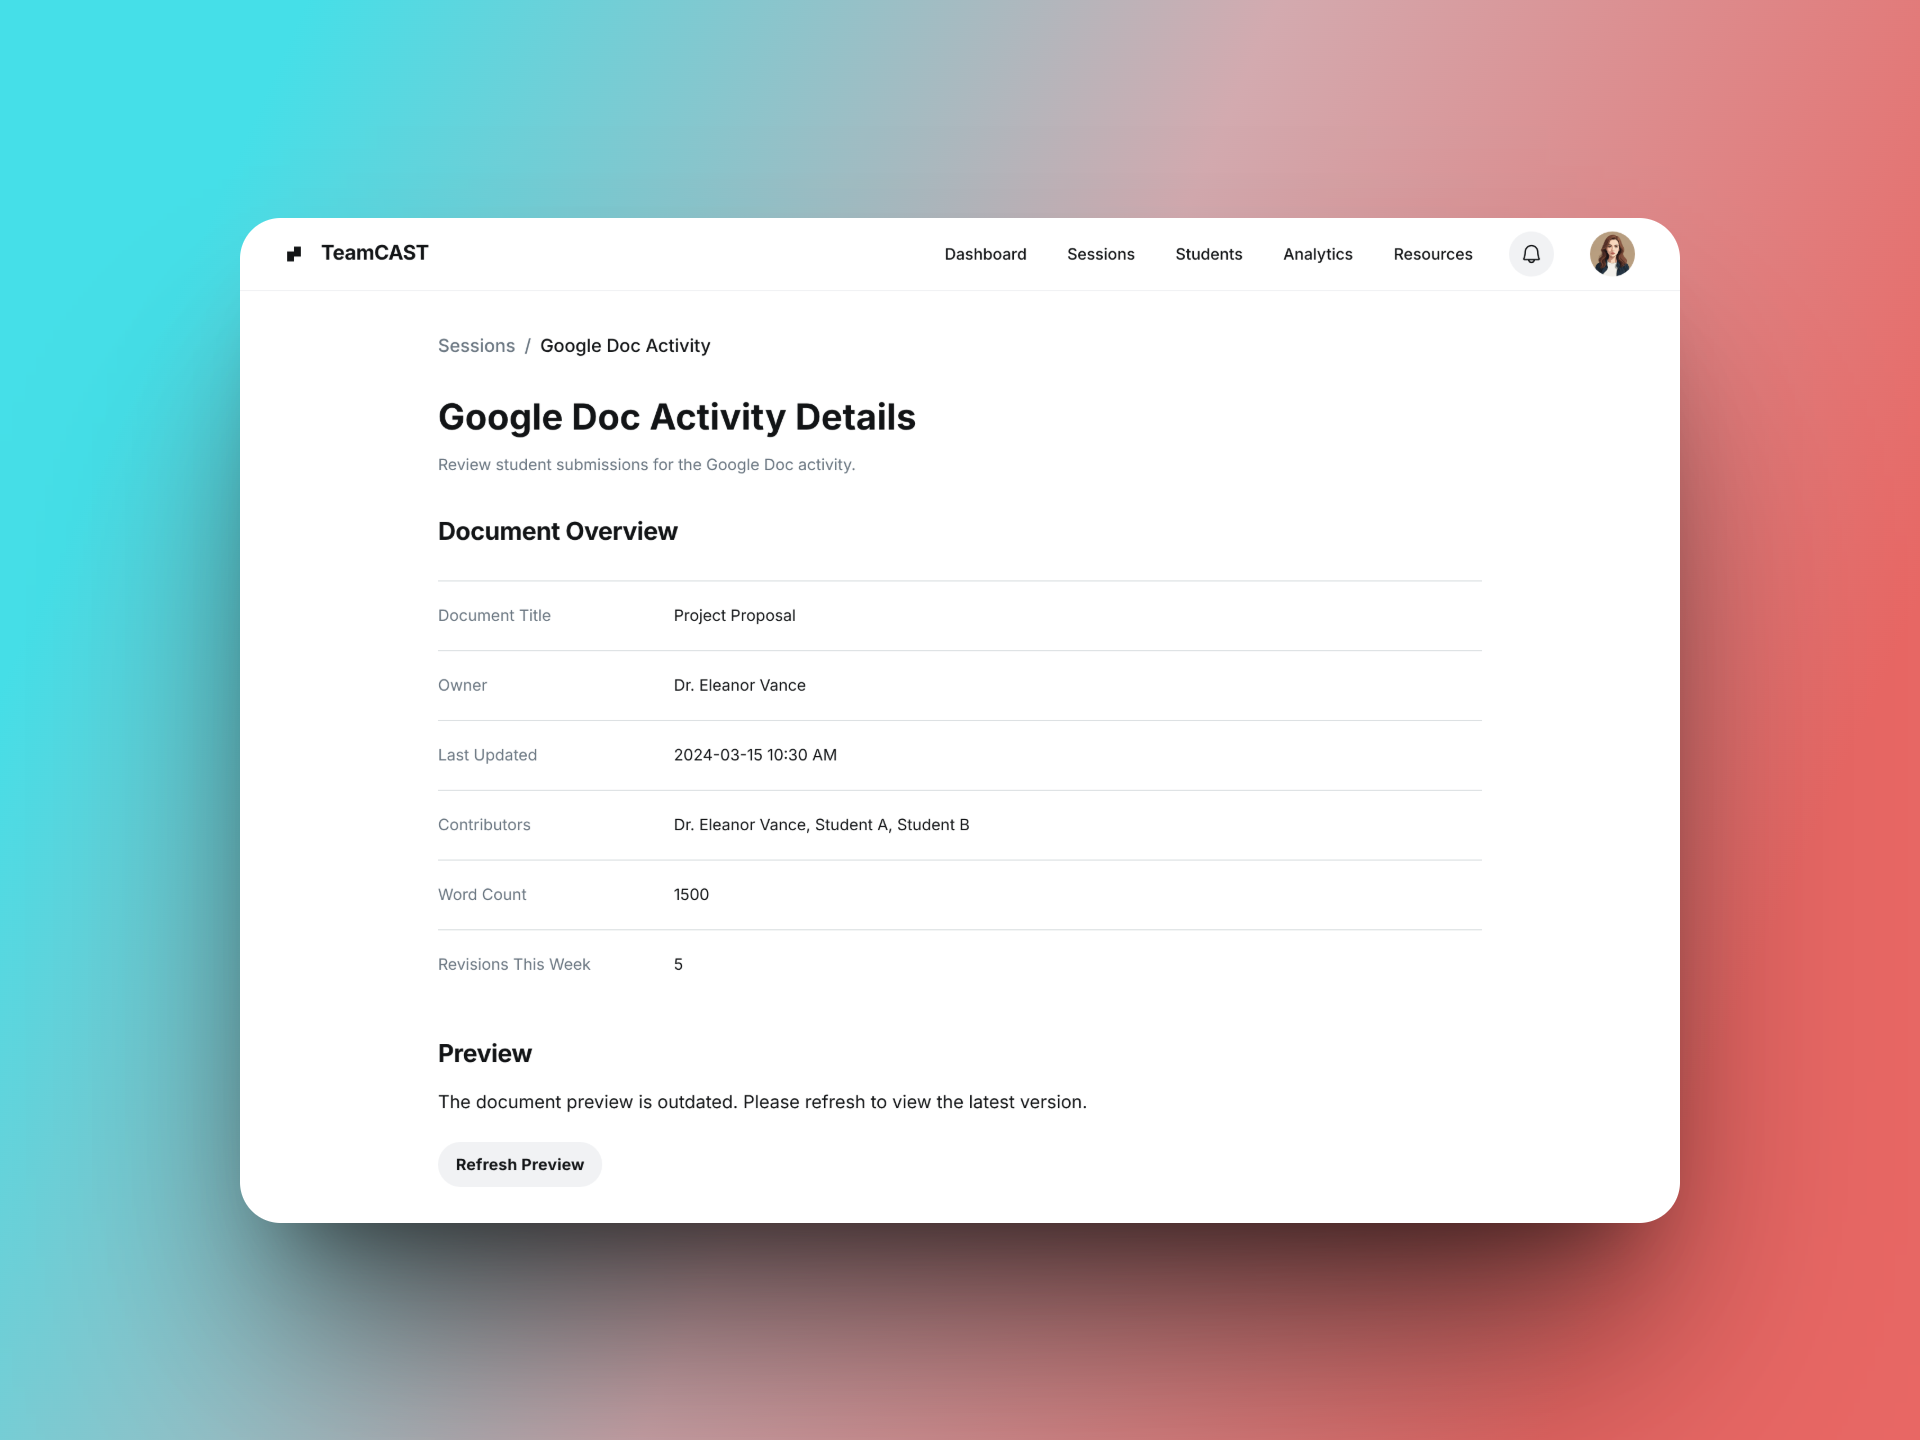 TeamCAST
Dashboard Sessions Students Analytics Resources
Sessions / Google Doc Activity
Google Doc Activity Details
Review student submissions for the Google Doc activity.
Document Overview
Document Title Project Proposal
Owner Dr. Eleanor Vance
Last Updated 2024-03-15 10:30 AM
Contributors Dr. Eleanor Vance, Student A, Student B
Word Count 1500
Revisions This Week 5
Preview
The document preview is outdated. Please refresh to view the latest version.
Refresh Preview